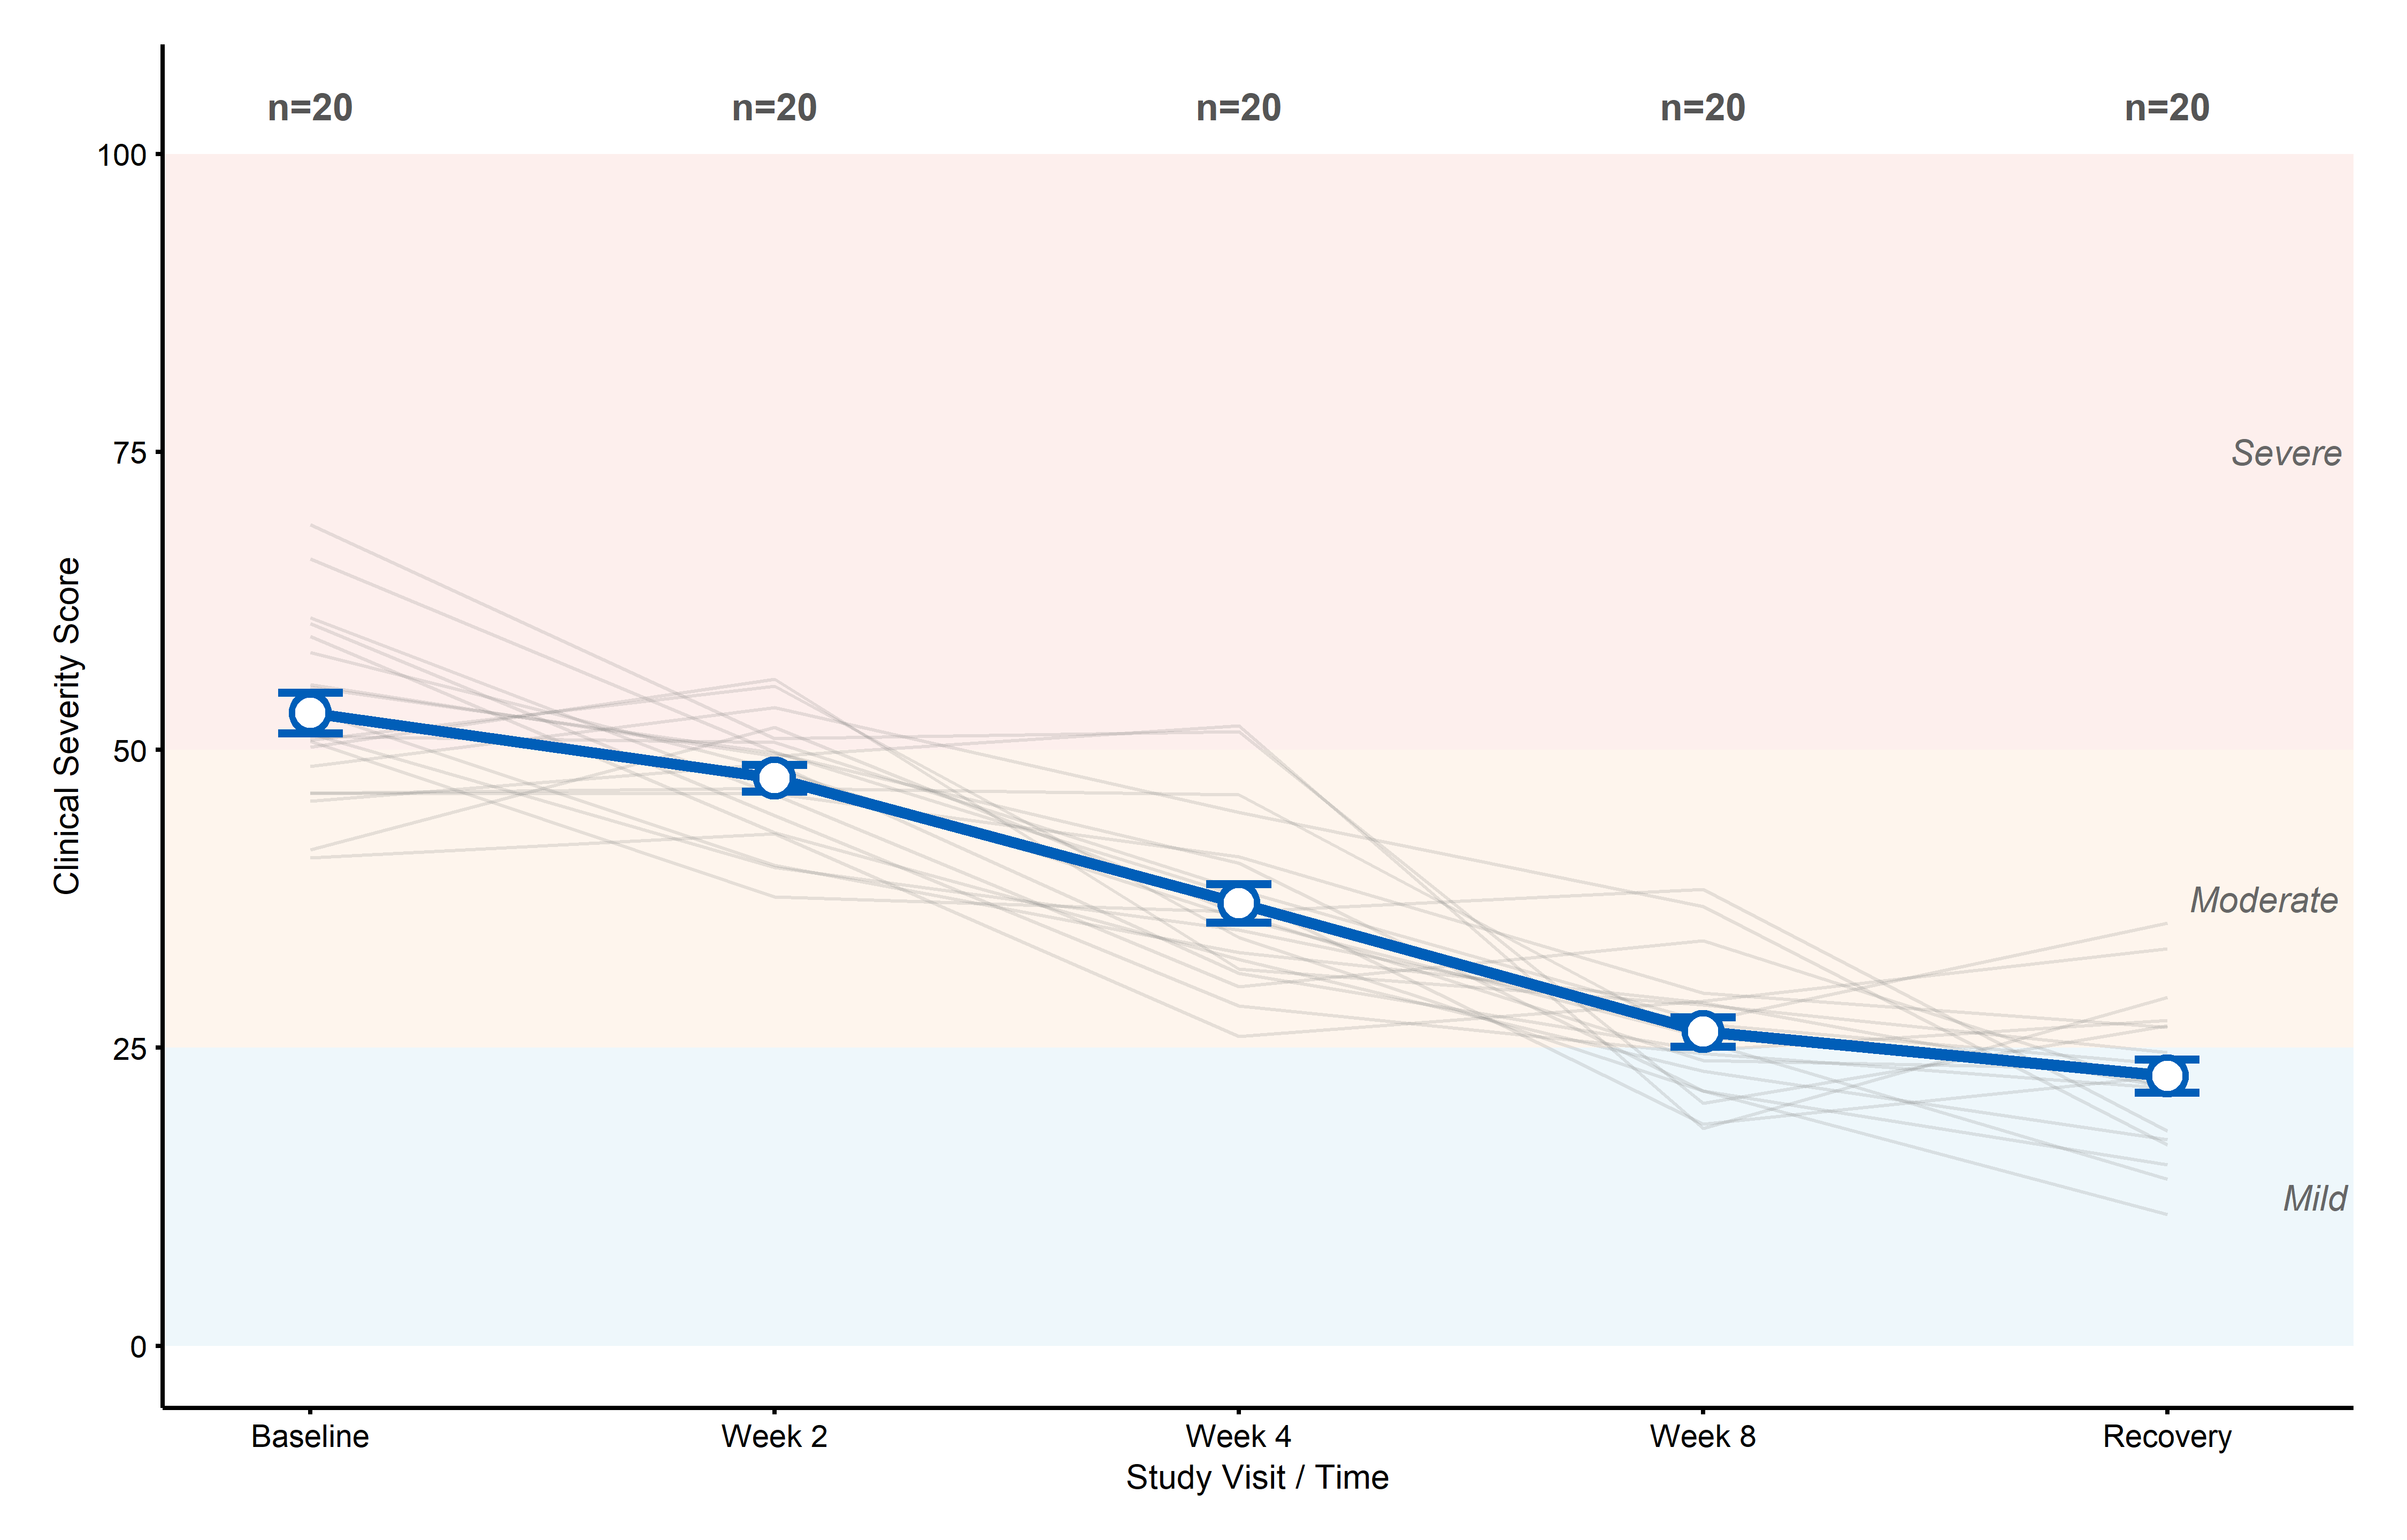 n=20 n=20 n=20 n=20 n=20
100
75
Severe
50
Moderate
25
Mild
0
Clinical Severity Score
Baseline Week 2 Week 4 Week 8 Recovery
Study Visit / Time